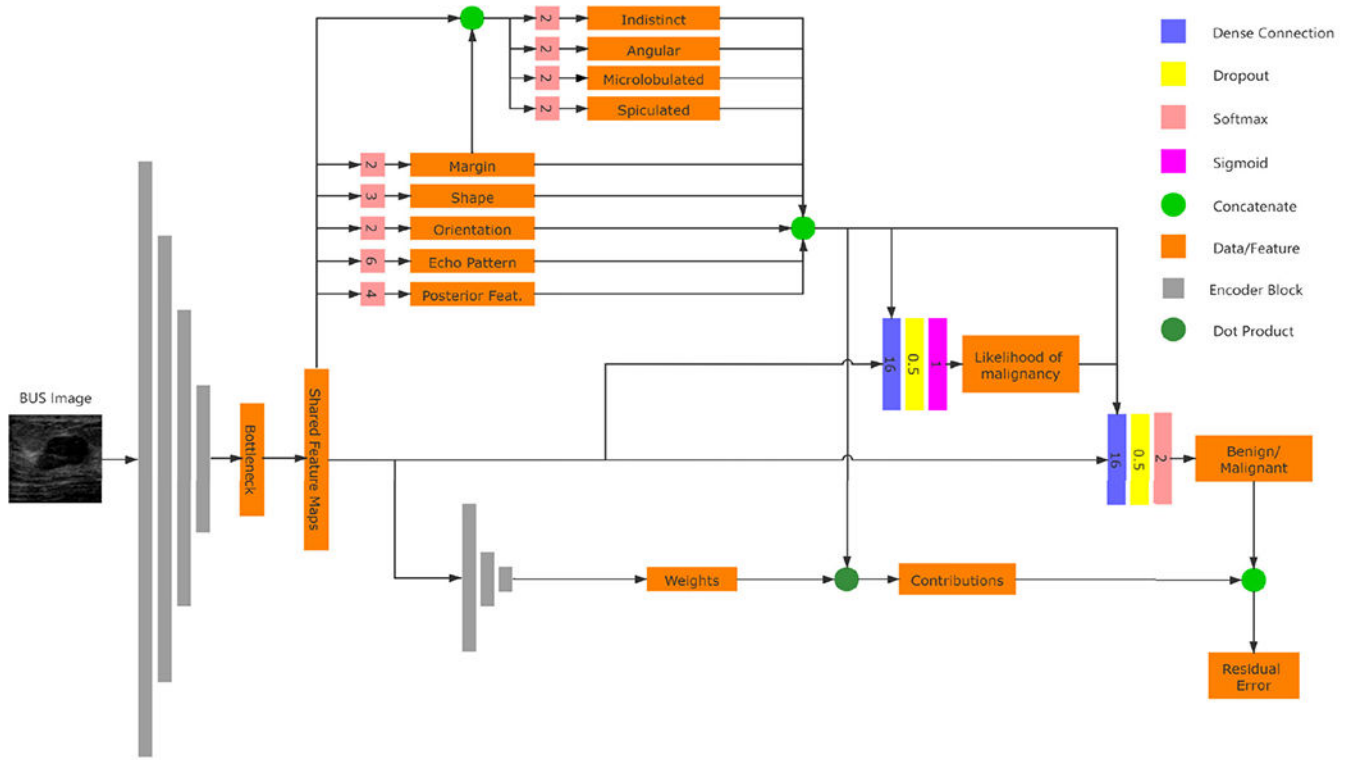 2
Indistinct
2
Angular
2
Microlobulated
2
Spiculated
2
Margin
3
Shape
2
Orientation
6
Echo Pattern
4
Posterior Feat.
BUS Image
Bottleneck
Shared Feature Maps
16
0.5
1
Likelihood of
malignancy
16
0.5
2
Benign/
Malignant
Weights
Contributions
Residual
Error
Dense Connection
Dropout
Softmax
Sigmoid
Concatenate
Data/Feature
Encoder Block
Dot Product